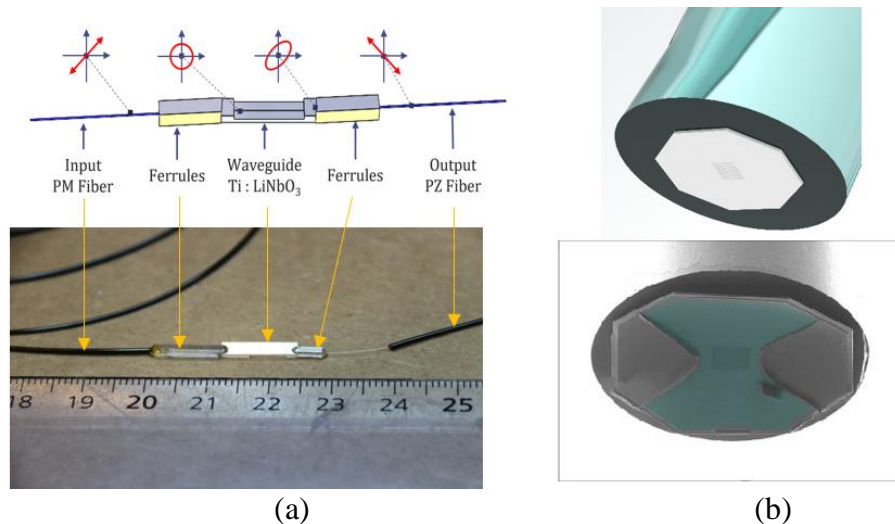 Input
PM Fiber
Ferrules
Waveguide
Ti : LiNbO3
Ferrules
Output
PZ Fiber
18 19 20 21 22 23 24 25
(a)
(b)